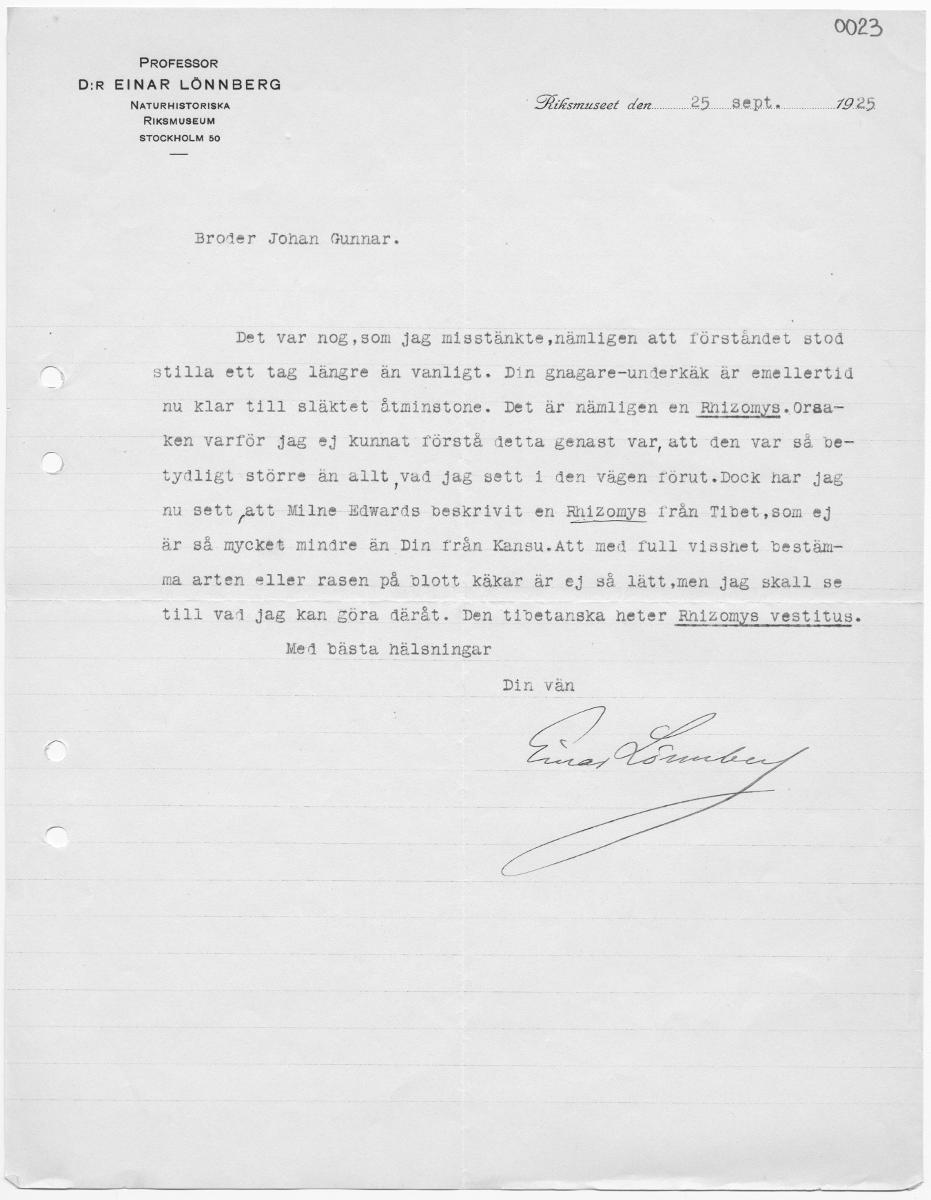 0023
PROFESSOR
D:R EINAR LÖNNBERG
NATURHISTORISKA
RIKSMUSEUM
STOCKHOLM 50
Riksmuseet den 25 sept. 1925
Broder Johan Gunnar.
Det var nog,som jag misstänkte,nämligen att förståndet stod
stilla ett tag längre än vanligt. Din gnagare-underkäk är emellertid
nu klar till släktet åtminstone. Det är nämligen en Rhizomys.Orsa-
ken varför jag ej kunnat förstå detta genast var, att den var så be-
tydligt större än allt, vad jag sett i den vägen förut.Dock har jag
nu sett, att Milne Edwards beskrivit en Rhizomys från Tibet,som ej
är så mycket mindre än Din från Kansu.Att med full visshet bestäm-
ma arten eller rasen på blott käkar är ej så lätt,men jag skall se
till vad jag kan göra däråt. Den tibetanska heter Rhizomys vestitus.
Med bästa hälsningar
Din vän
Einar Lönnberg